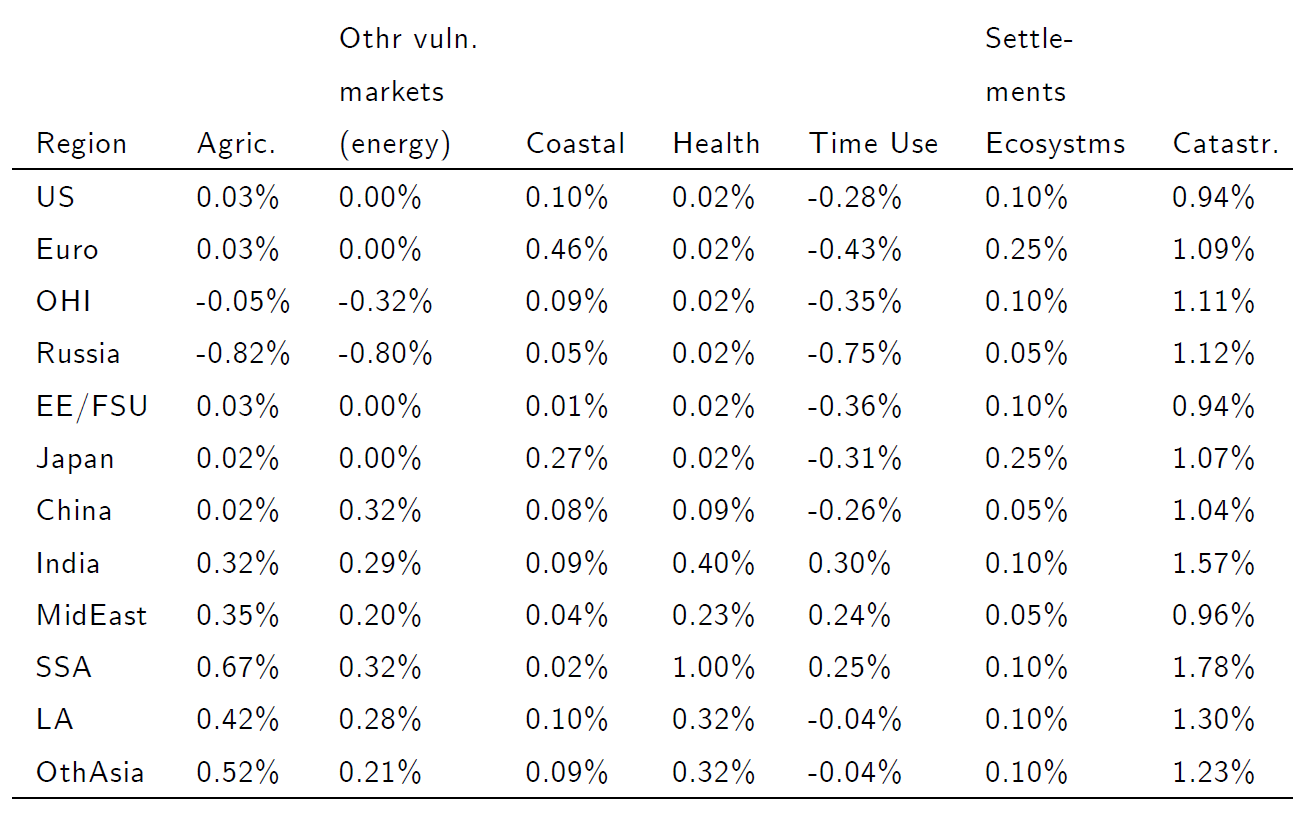 Othr vuln. Settle-
markets ments
Region Agric. (energy) Coastal Health Time Use Ecosystms Catastr.
US 0.03% 0.00% 0.10% 0.02% -0.28% 0.10% 0.94%
Euro 0.03% 0.00% 0.46% 0.02% -0.43% 0.25% 1.09%
OHI -0.05% -0.32% 0.09% 0.02% -0.35% 0.10% 1.11%
Russia -0.82% -0.80% 0.05% 0.02% -0.75% 0.05% 1.12%
EE/FSU 0.03% 0.00% 0.01% 0.02% -0.36% 0.10% 0.94%
Japan 0.02% 0.00% 0.27% 0.02% -0.31% 0.25% 1.07%
China 0.02% 0.32% 0.08% 0.09% -0.26% 0.05% 1.04%
India 0.32% 0.29% 0.09% 0.40% 0.30% 0.10% 1.57%
MidEast 0.35% 0.20% 0.04% 0.23% 0.24% 0.05% 0.96%
SSA 0.67% 0.32% 0.02% 1.00% 0.25% 0.10% 1.78%
LA 0.42% 0.28% 0.10% 0.32% -0.04% 0.10% 1.30%
OthAsia 0.52% 0.21% 0.09% 0.32% -0.04% 0.10% 1.23%